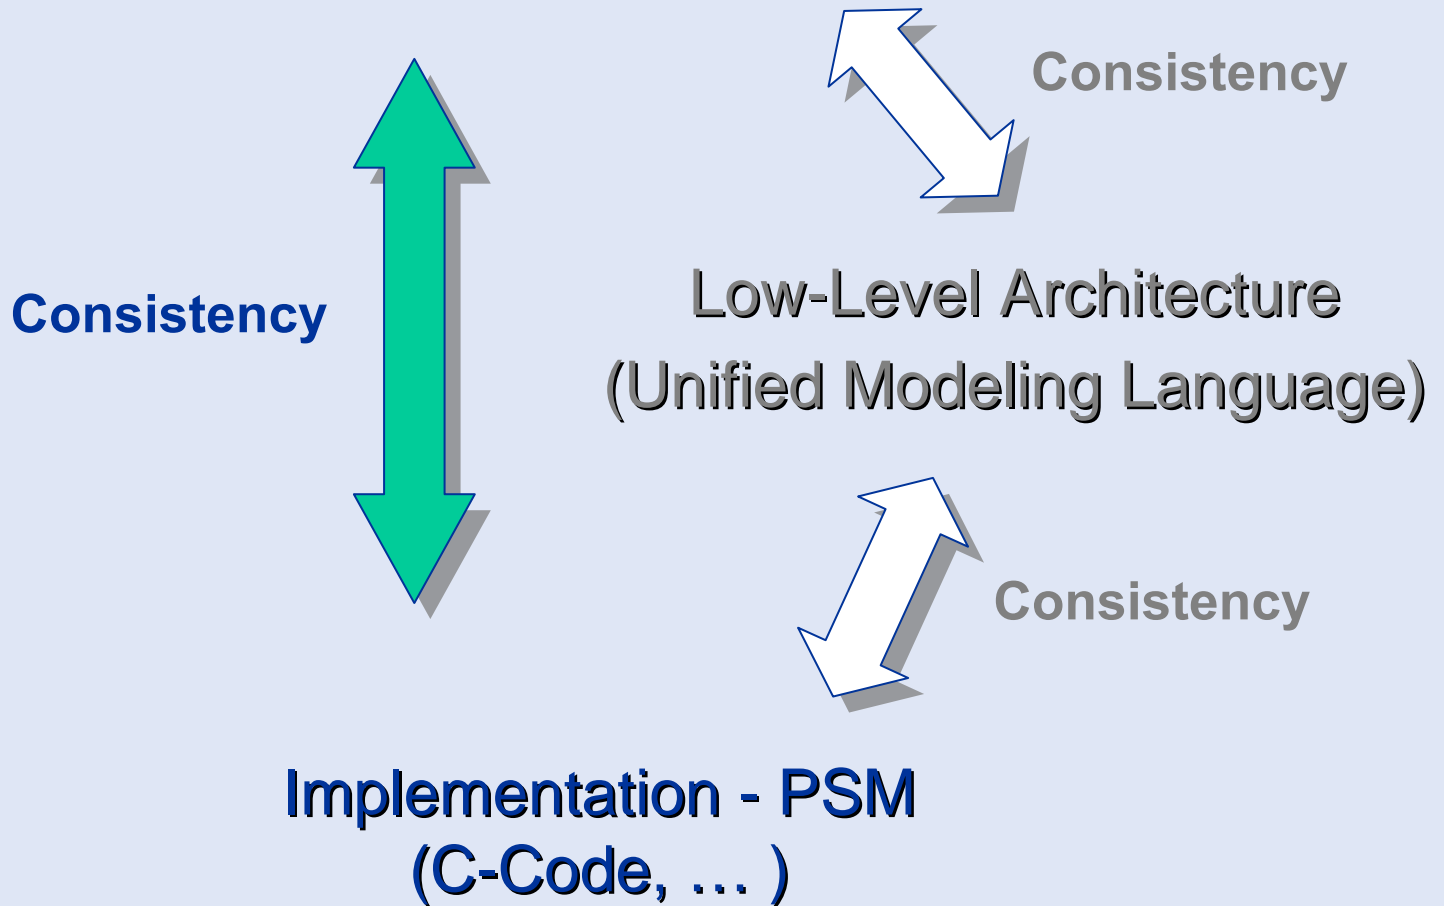 Consistency
Consistency
Low-Level Architecture
(Unified Modeling Language)
Consistency
Implementation - PSM
(C-Code, … )